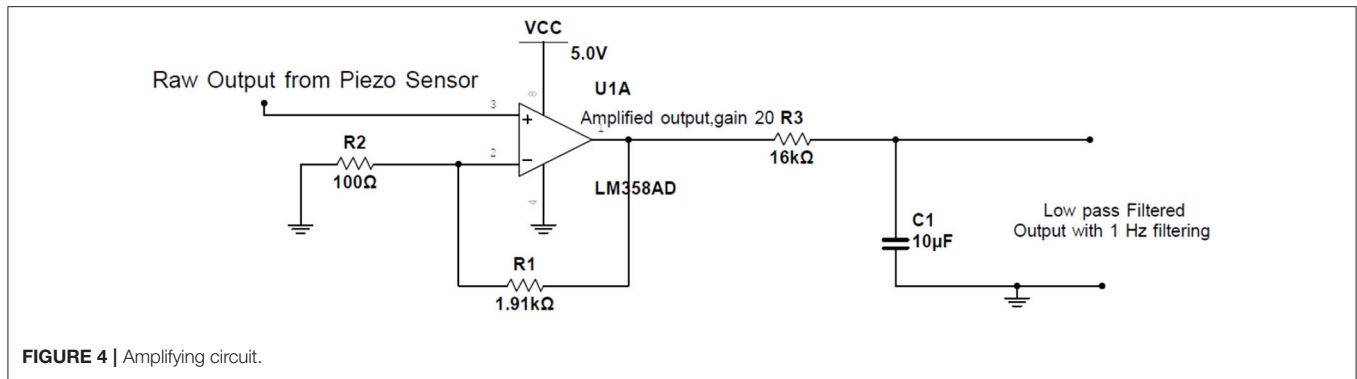 VCC
5.0V
Raw Output from Piezo Sensor
U1A
8
3
Amplified output,gain 20
R3
1
16kΩ
R2
100Ω
2
LM358AD
4
C1
10µF
Low pass Filtered
Output with 1 Hz filtering
R1
1.91kΩ
FIGURE 4 | Amplifying circuit.